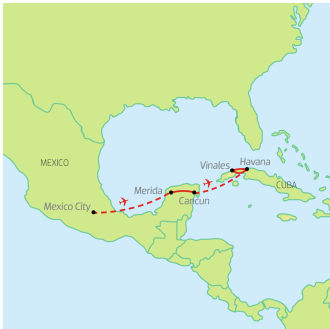 MEXICO
Mexico City
Merida
Cancun
Vinales
Havana
CUBA